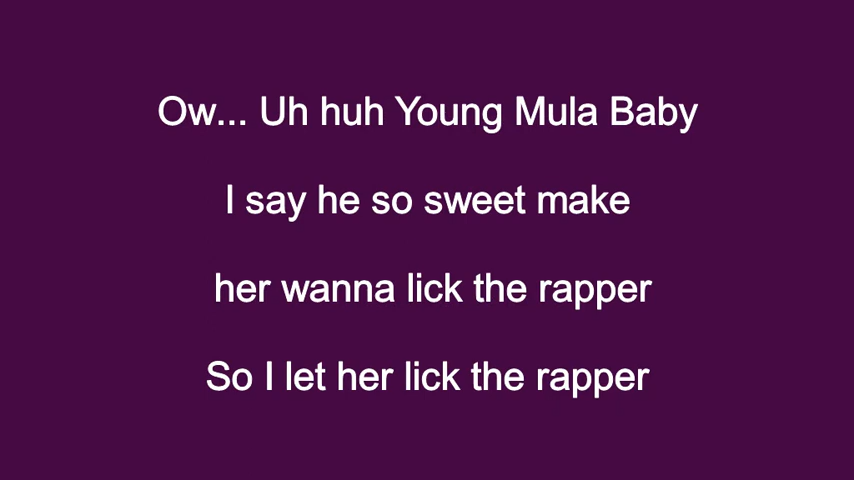 Ow... Uh huh Young Mula Baby
I say he so sweet make
her wanna lick the rapper
So I let her lick the rapper